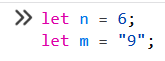 let n = 6;
let m = "9";